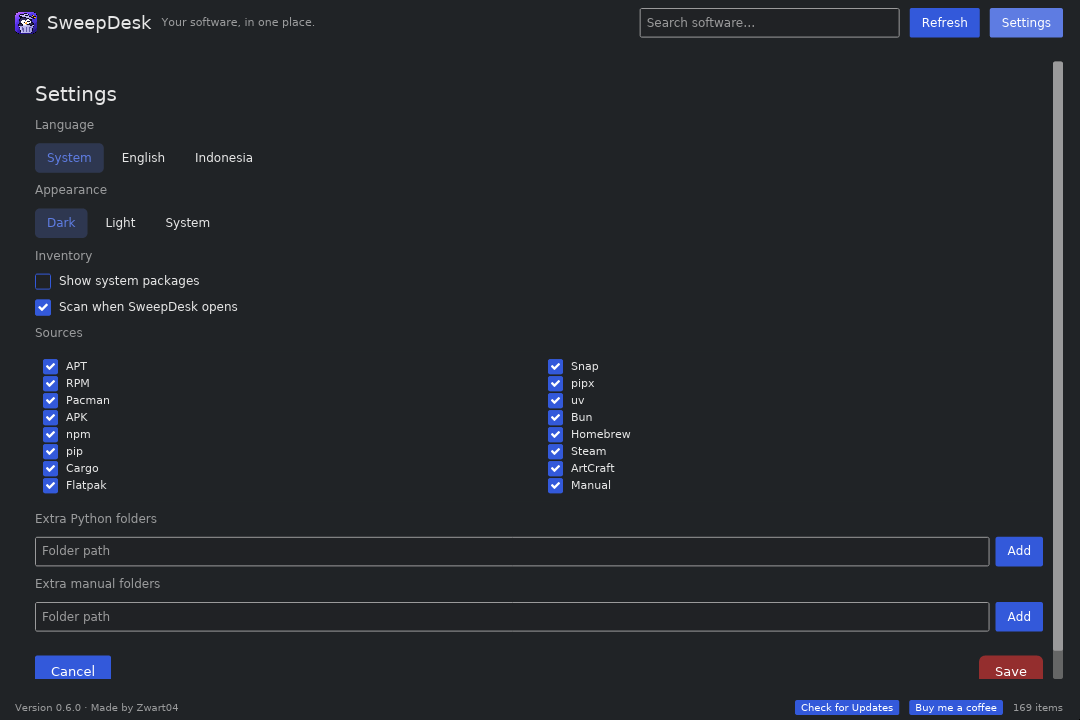 SweepDesk Your software, in one place. Search software... Refresh Settings
Settings
Language
System English Indonesia
Appearance
Dark Light System
Inventory
Show system packages
Scan when SweepDesk opens
Sources
APT Snap
RPM pipx
Pacman uv
APK Bun
npm Homebrew
pip Steam
Cargo ArtCraft
Flatpak Manual
Extra Python folders
Folder path Add
Extra manual folders
Folder path Add
Cancel Save
Version 0.6.0 · Made by Zwart04 Check for Updates Buy me a coffee 169 items